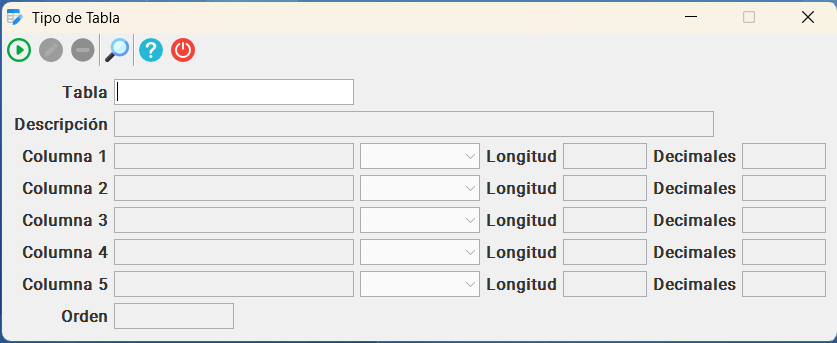 Tipo de Tabla
?
Tabla
Descripción
Columna 1 Longitud Decimales
Columna 2 Longitud Decimales
Columna 3 Longitud Decimales
Columna 4 Longitud Decimales
Columna 5 Longitud Decimales
Orden